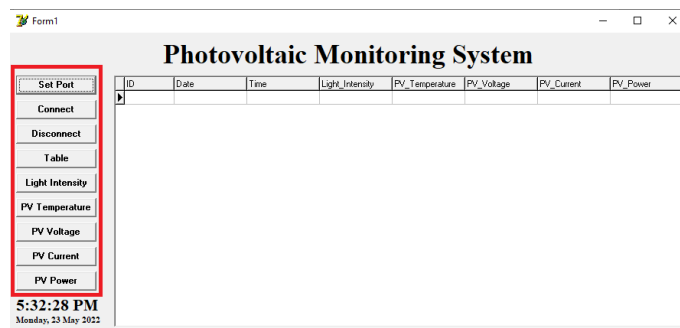 Form1
Photovoltaic Monitoring System
Set Port
Connect
Disconnect
Table
Light Intensity
PV Temperature
PV Voltage
PV Current
PV Power
5:32:28 PM
Monday, 23 May 2022
ID Date Time Light_Intensity PV_Temperature PV_Voltage PV_Current PV_Power